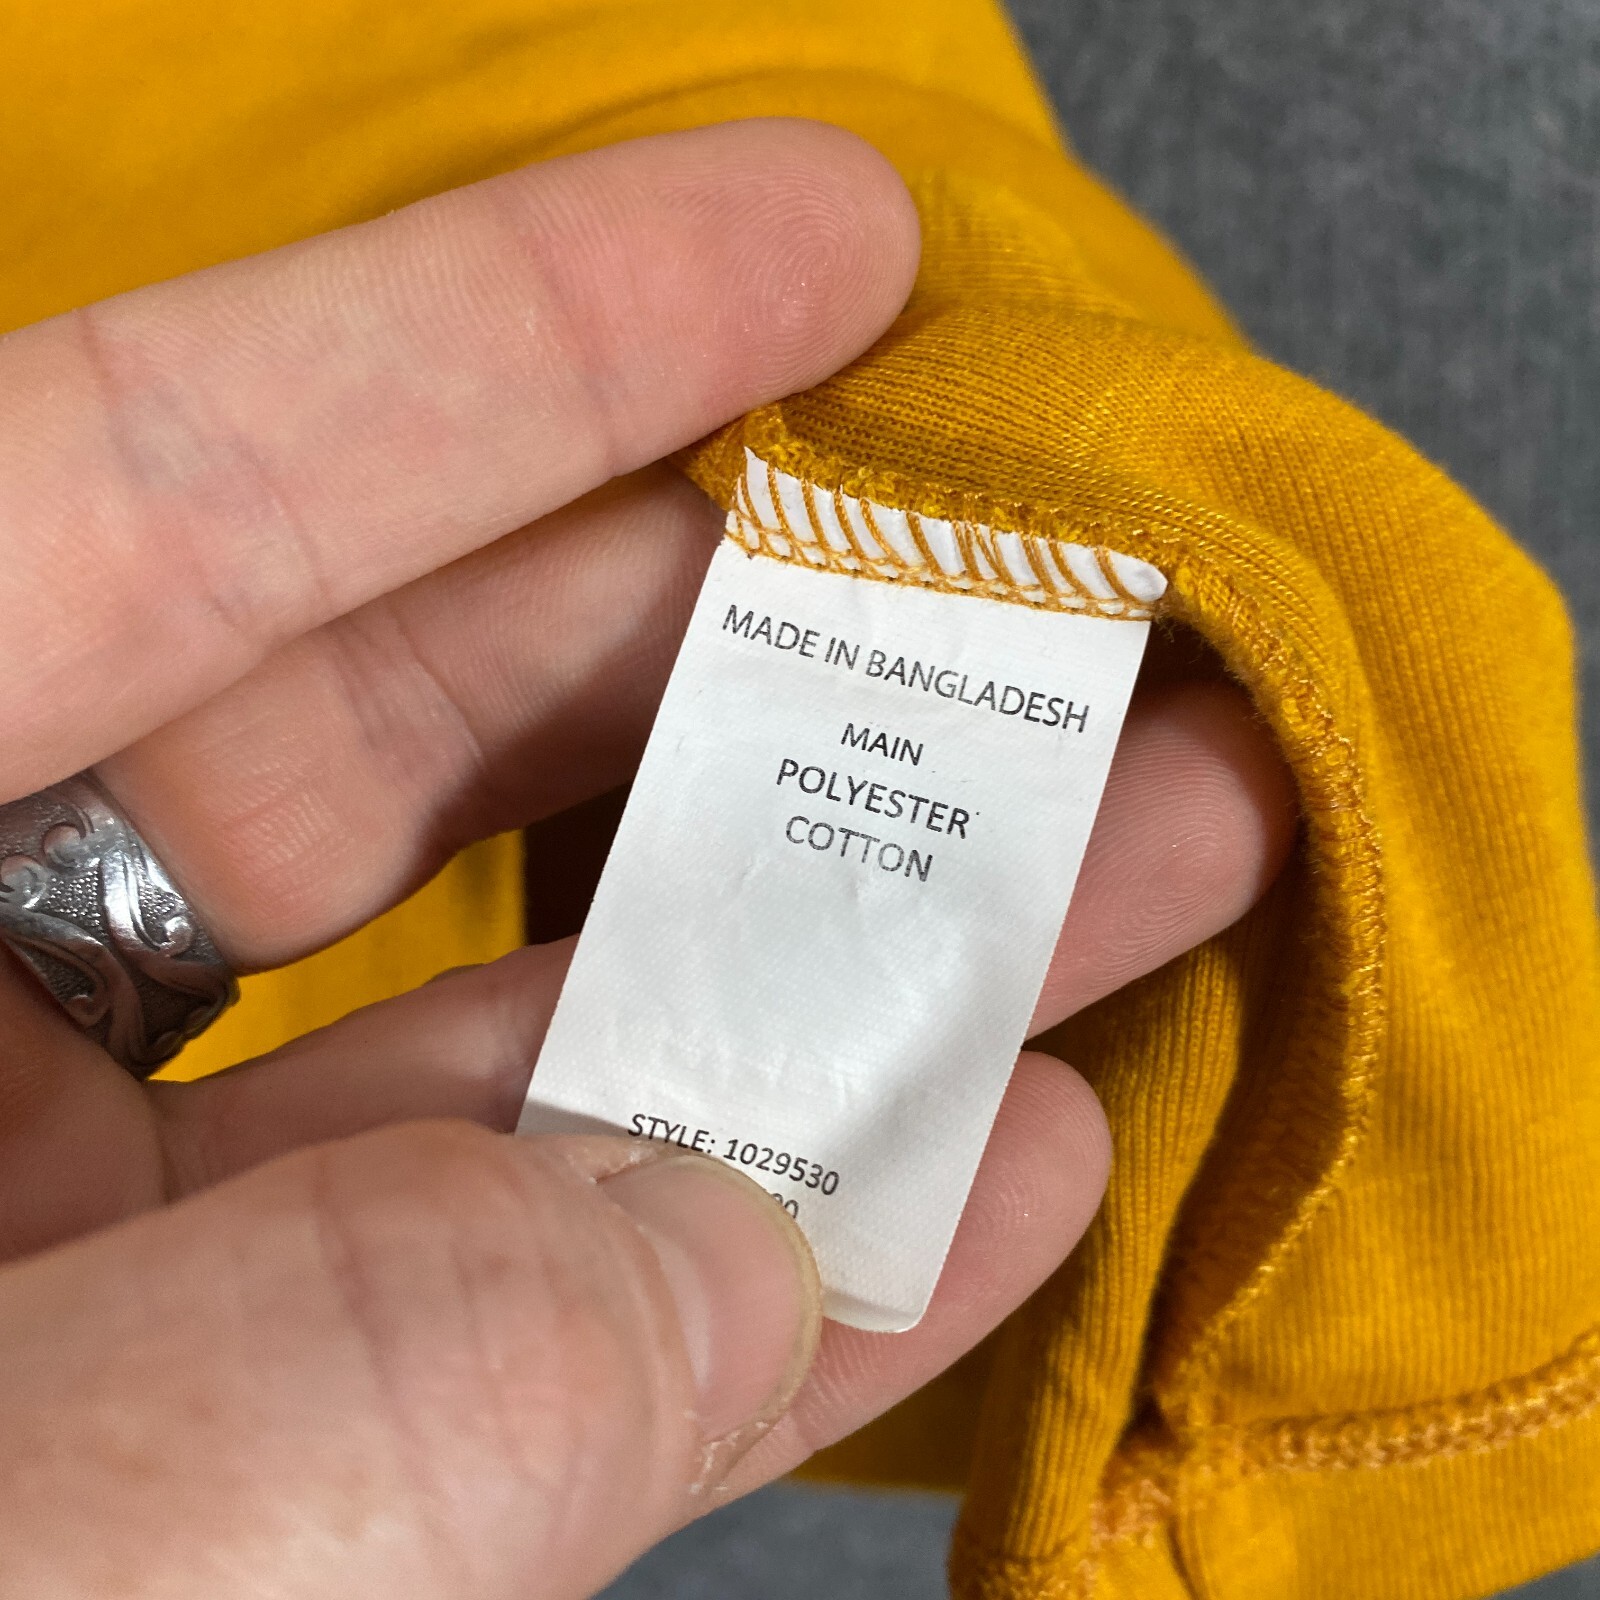 MADE IN BANGLADESH
MAIN
POLYESTER
COTTON
STYLE: 1029530